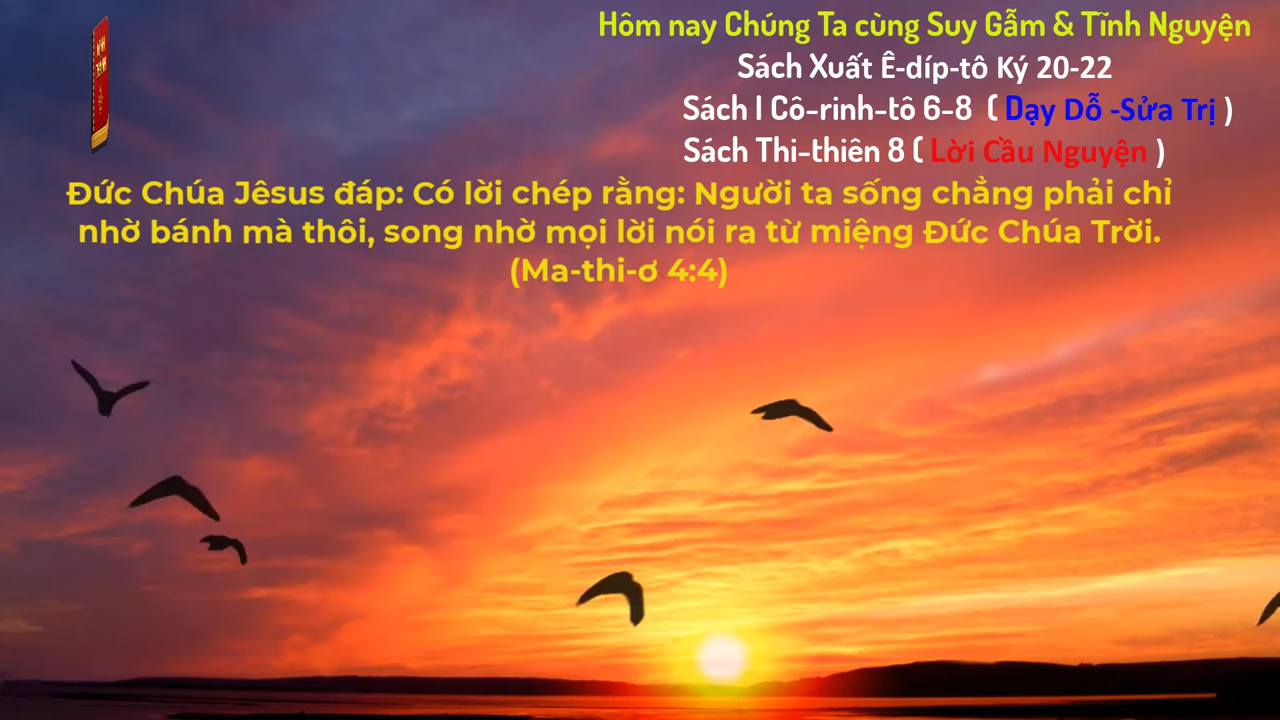 Hôm nay Chúng Ta cùng Suy Gẫm & Tĩnh Nguyện
Sách Xuất Ê-díp-tô Ký 20-22
Sách I Cô-rinh-tô 6-8 ( Dạy Dỗ -Sửa Trị )
Sách Thi-thiên 8 ( Lời Cầu Nguyện )
Đức Chúa Jêsus đáp: Có lời chép rằng: Người ta sống chẳng phải chỉ
nhờ bánh mà thôi, song nhờ mọi lời nói ra từ miệng Đức Chúa Trời.
(Ma-thi-ơ 4:4)